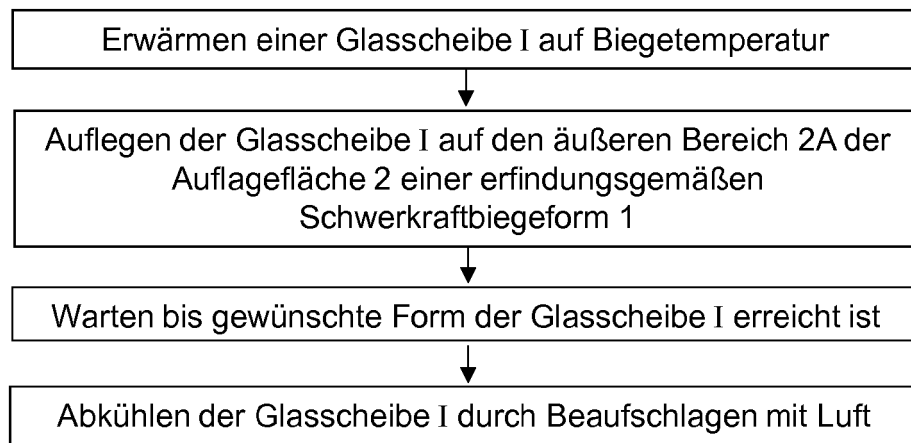 Erwärmen einer Glasscheibe I auf Biegetemperatur
Auflegen der Glasscheibe I auf den äußeren Bereich 2A der
Auflagefläche 2 einer erfindungsgemäßen
Schwerkraftbiegeform 1
Warten bis gewünschte Form der Glasscheibe I erreicht ist
Abkühlen der Glasscheibe I durch Beaufschlagen mit Luft